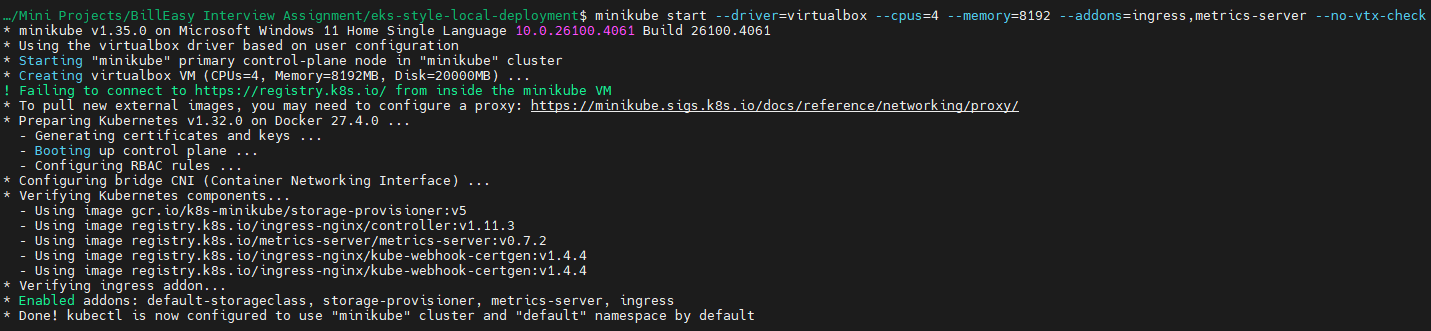 …/Mini Projects/BillEasy Interview Assignment/eks-style-local-deployment$ minikube start --driver=virtualbox --cpus=4 --memory=8192 --addons=ingress,metrics-server --no-vtx-check
* minikube v1.35.0 on Microsoft Windows 11 Home Single Language 10.0.26100.4061 Build 26100.4061
* Using the virtualbox driver based on user configuration
* Starting "minikube" primary control-plane node in "minikube" cluster
* Creating virtualbox VM (CPUs=4, Memory=8192MB, Disk=20000MB) ...
! Failing to connect to https://registry.k8s.io/ from inside the minikube VM
* To pull new external images, you may need to configure a proxy: https://minikube.sigs.k8s.io/docs/reference/networking/proxy/
* Preparing Kubernetes v1.32.0 on Docker 27.4.0 ...
  - Generating certificates and keys ...
  - Booting up control plane ...
  - Configuring RBAC rules ...
* Configuring bridge CNI (Container Networking Interface) ...
* Verifying Kubernetes components...
  - Using image gcr.io/k8s-minikube/storage-provisioner:v5
  - Using image registry.k8s.io/ingress-nginx/controller:v1.11.3
  - Using image registry.k8s.io/metrics-server/metrics-server:v0.7.2
  - Using image registry.k8s.io/ingress-nginx/kube-webhook-certgen:v1.4.4
  - Using image registry.k8s.io/ingress-nginx/kube-webhook-certgen:v1.4.4
* Verifying ingress addon...
* Enabled addons: default-storageclass, storage-provisioner, metrics-server, ingress
* Done! kubectl is now configured to use "minikube" cluster and "default" namespace by default